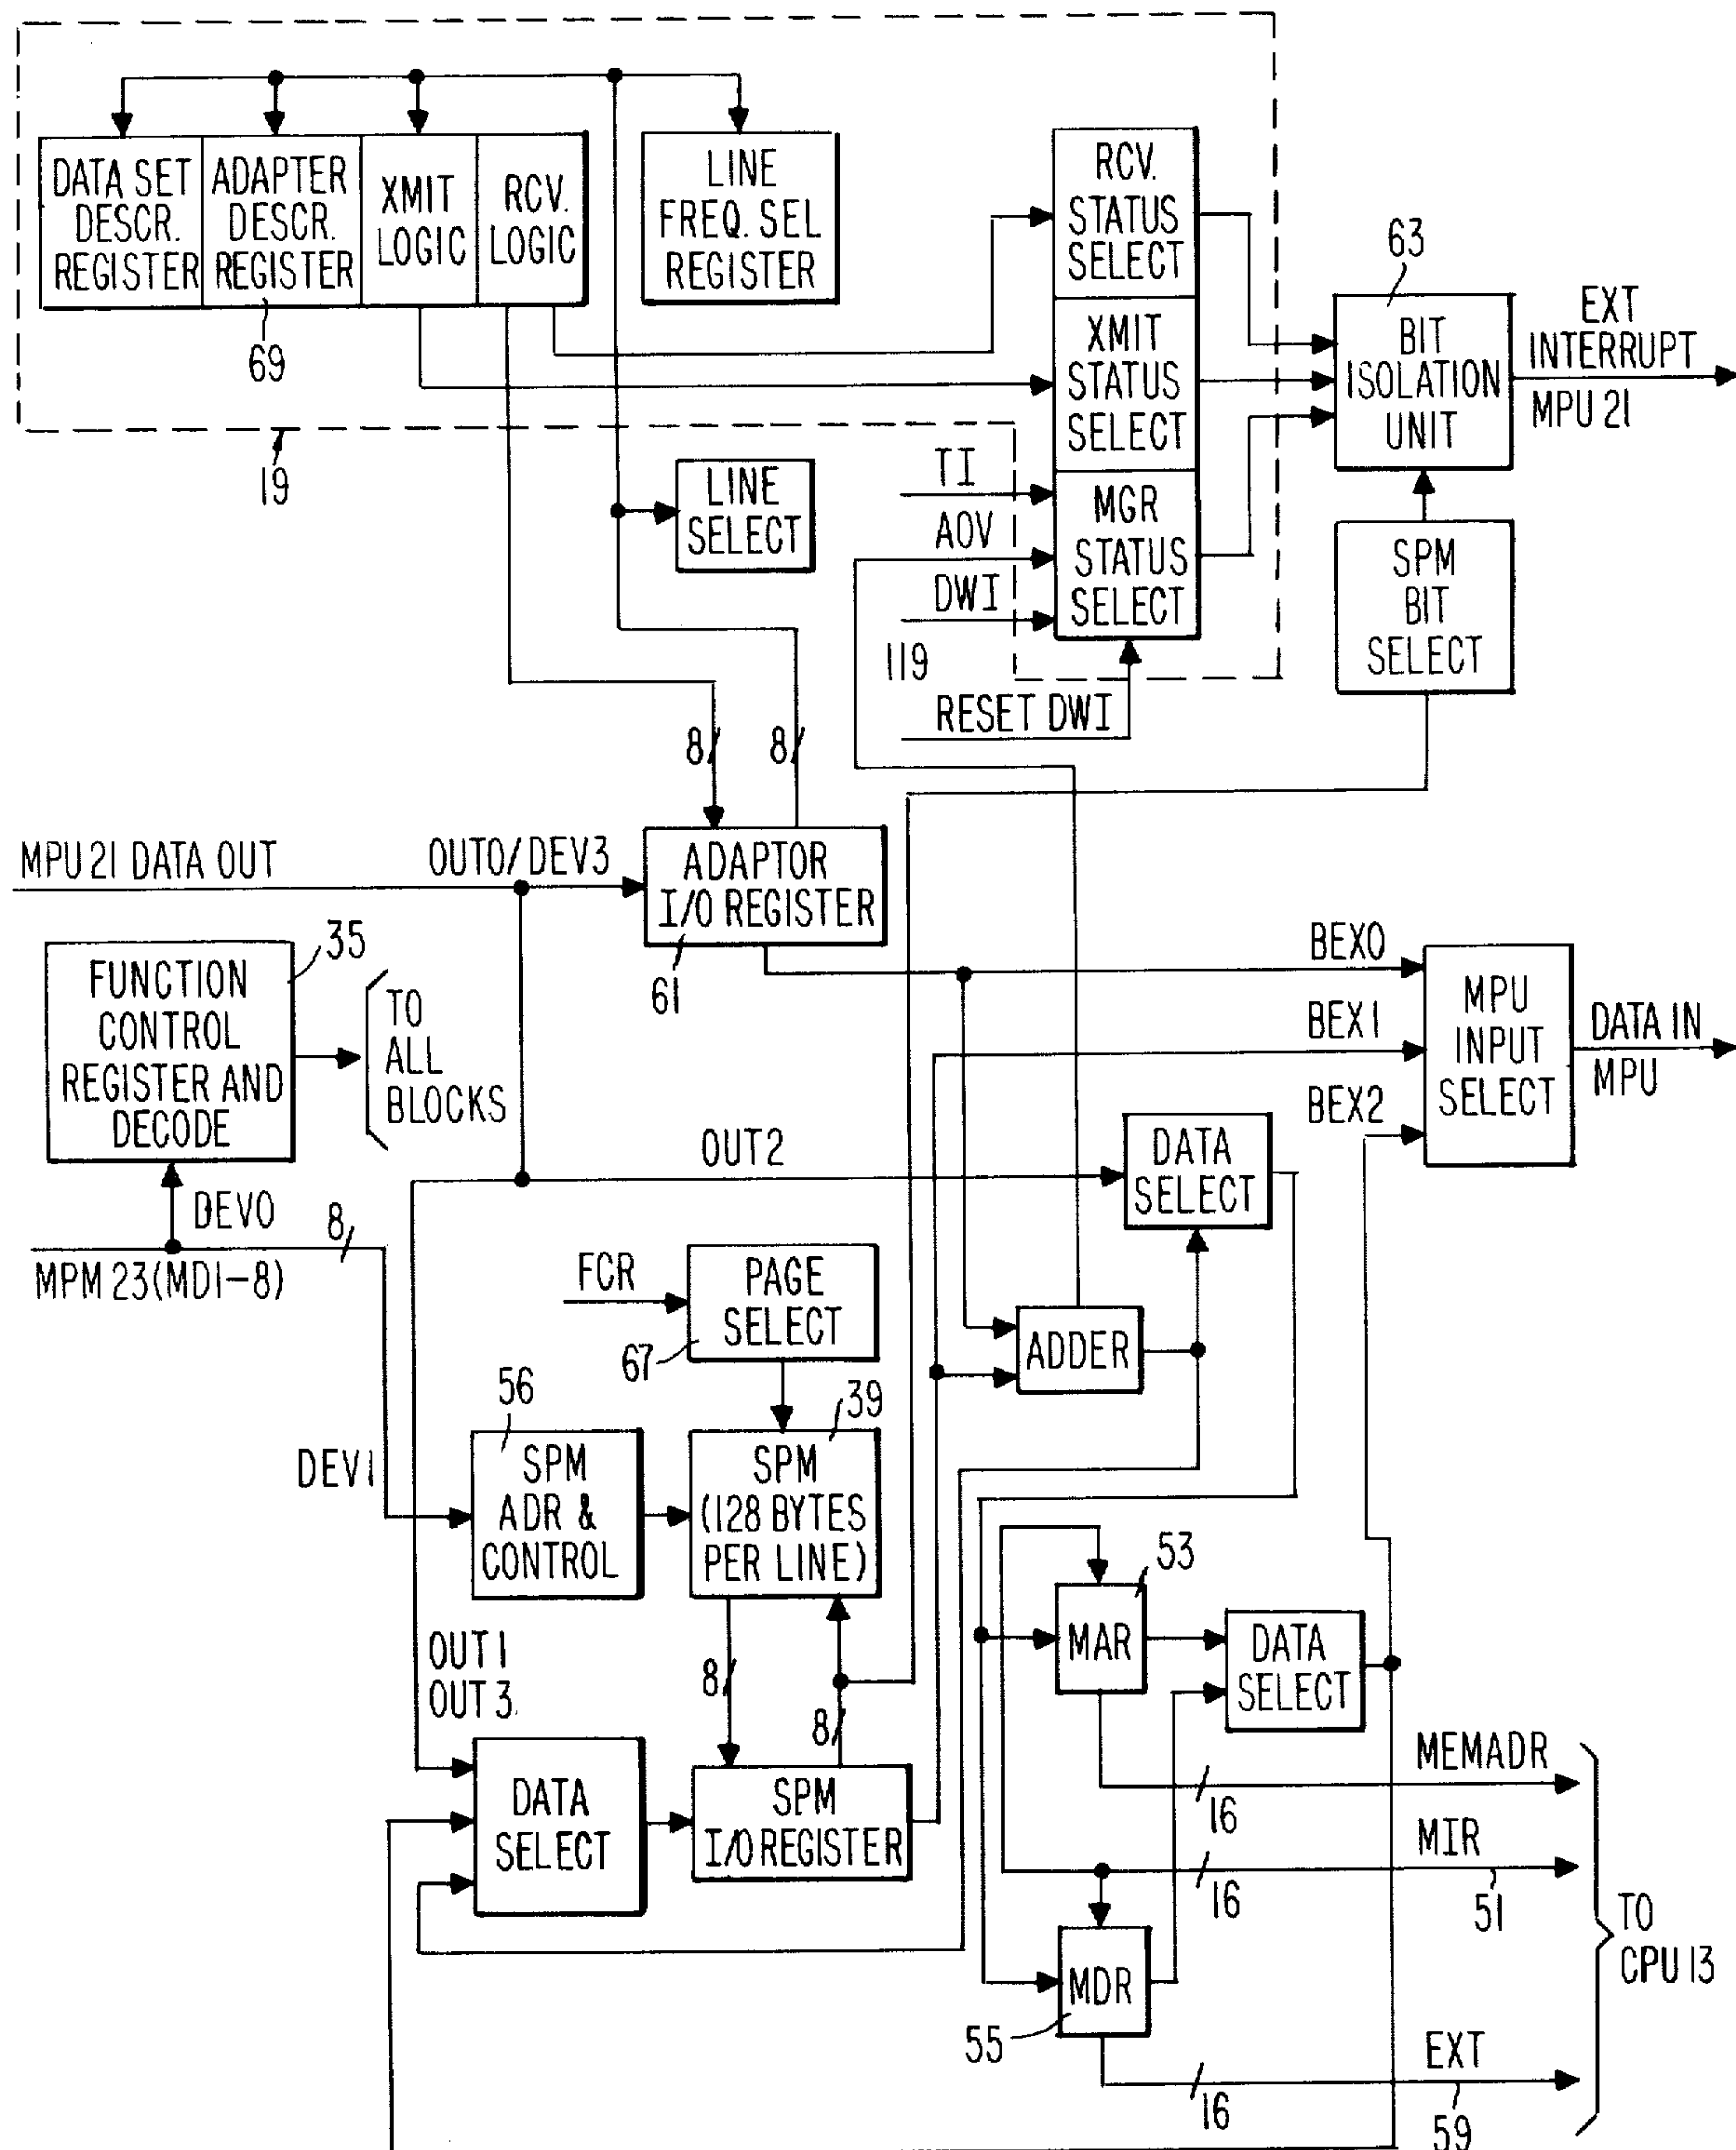 DATA SET
DESCR.
REGISTER
ADAPTER
DESCR.
REGISTER
69
XMIT
LOGIC
RCV.
LOGIC
LINE
FREQ. SEL
REGISTER
RCV.
STATUS
SELECT
XMIT
STATUS
SELECT
MGR
STATUS
SELECT
63
BIT
ISOLATION
UNIT
EXT
INTERRUPT
MPU 21
19
LINE
SELECT
TI
AOV
DWI
119
RESET DWI
SPM
BIT
SELECT
8
8
MPU 21 DATA OUT
OUT0/DEV3
ADAPTOR
I/O REGISTER
61
35
FUNCTION
CONTROL
REGISTER AND
DECODE
TO
ALL
BLOCKS
BEX0
BEX1
BEX2
MPU
INPUT
SELECT
DATA IN
MPU
DEV0
8
MPM 23 (MD1-8)
OUT2
DATA
SELECT
FCR
PAGE
SELECT
67
ADDER
56
SPM
ADR &
CONTROL
DEV1
39
SPM
(128 BYTES
PER LINE)
53
MAR
DATA
SELECT
OUT1
OUT3
8
8
DATA
SELECT
SPM
I/O REGISTER
MEMADR
16
MIR
16
51
MDR
55
EXT
16
59
TO
CPU 13